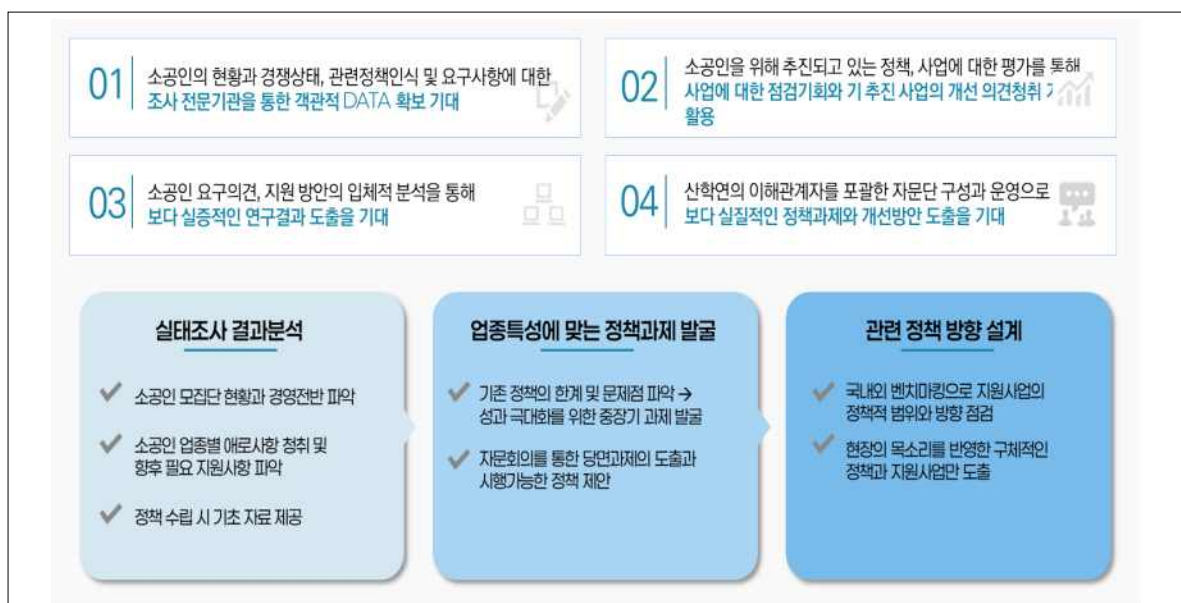 01
소공인의 현황과 경쟁상태, 관련정책인식 및 요구사항에 대한
조사 전문기관을 통한 객관적 DATA 확보 기대
02
소공인을 위해 추진되고 있는 정책, 사업에 대한 평가를 통해
사업에 대한 점검기회와 기 추진 사업의 개선 의견청취
활용
03
소공인 요구의견, 지원 방안의 입체적 분석을 통해
보다 실증적인 연구결과 도출을 기대
04
산학연의 이해관계자를 포괄한 자문단 구성과 운영으로
보다 실질적인 정책과제와 개선방안 도출을 기대
실태조사 결과분석
소공인 모집단 현황과 경영전반 파악
소공인 업종별 애로사항 청취 및
향후 필요 지원사항 파악
정책 수립 시 기초 자료 제공
업종특성에 맞는 정책과제 발굴
기존 정책의 한계 및 문제점 파악 →
성과 극대화를 위한 중장기 과제 발굴
자문회의를 통한 당면과제의 도출과
시행가능한 정책 제안
관련 정책 방향 설계
국내외 벤치마킹으로 지원사업의
정책적 범위와 방향 점검
현장의 목소리를 반영한 구체적인
정책과 지원사업만 도출